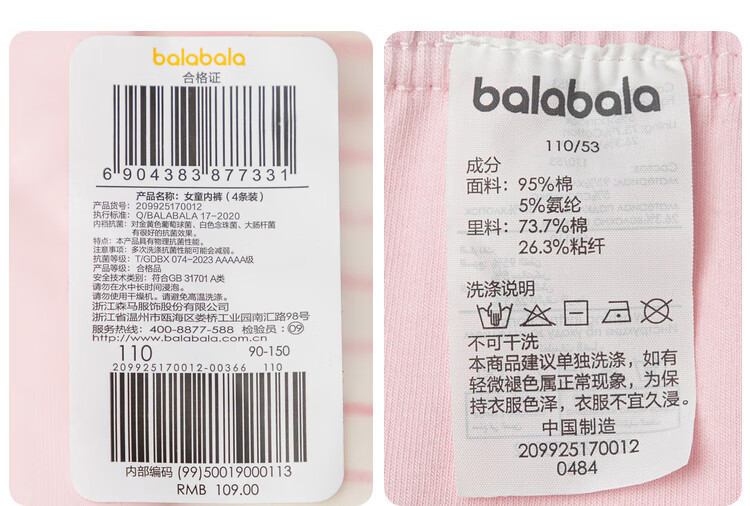 balabala
合格证
6 904383 877331
产品名称：女童内裤（4条装）
产品货号：
209925170012
执行标准：Q/BALABALA 17-2020
内裆抗菌：对金黄色葡萄球菌、白色念珠菌、大肠杆菌
有很好的抗菌效果。
特点：本产品具有物理抗菌性能。
注意事项：多次洗涤抗菌性能可能会减弱。
抗菌等级：T/GDBX 074-2023 AAAAA级
产品等级：合格品
安全技术类别：符合GB 31701 A类
请勿在水中长时间浸泡。
请勿使用干燥机。请避免高温洗涤。
浙江森马服饰股份有限公司
浙江省温州市瓯海区娄桥工业园南汇路98号
服务热线：400-8877-588 检验员：09
http://www.balabala.com.cn
110 90-150
209925170012-00366 110
内部编码 (99)50019000113
RMB 109.00
balabala
110/53
成分
面料：95%棉
5%氨纶
里料：73.7%棉
26.3%粘纤
洗涤说明
不可干洗
本商品建议单独洗涤，如有
轻微褪色属正常现象，为保
持衣服色泽，衣服不宜久浸。
中国制造
209925170012
0484